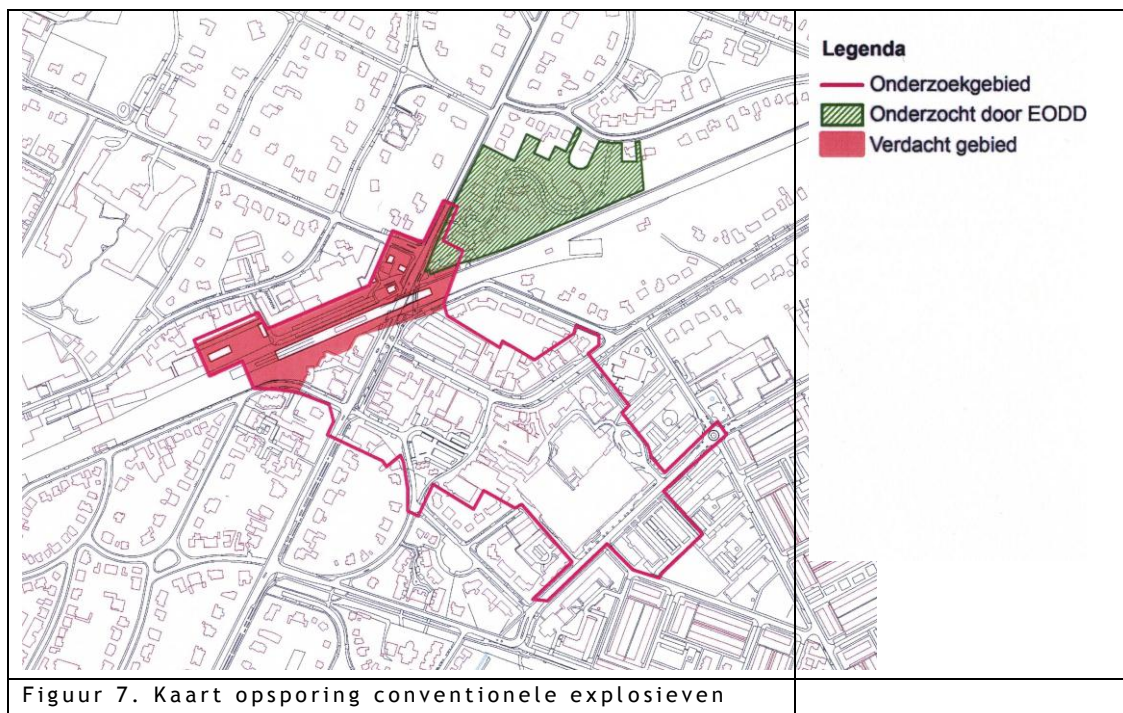 Legenda
Onderzoekgebied
Onderzocht door EODD
Verdacht gebied
Figuur 7. Kaart opsporing conventionele explosieven